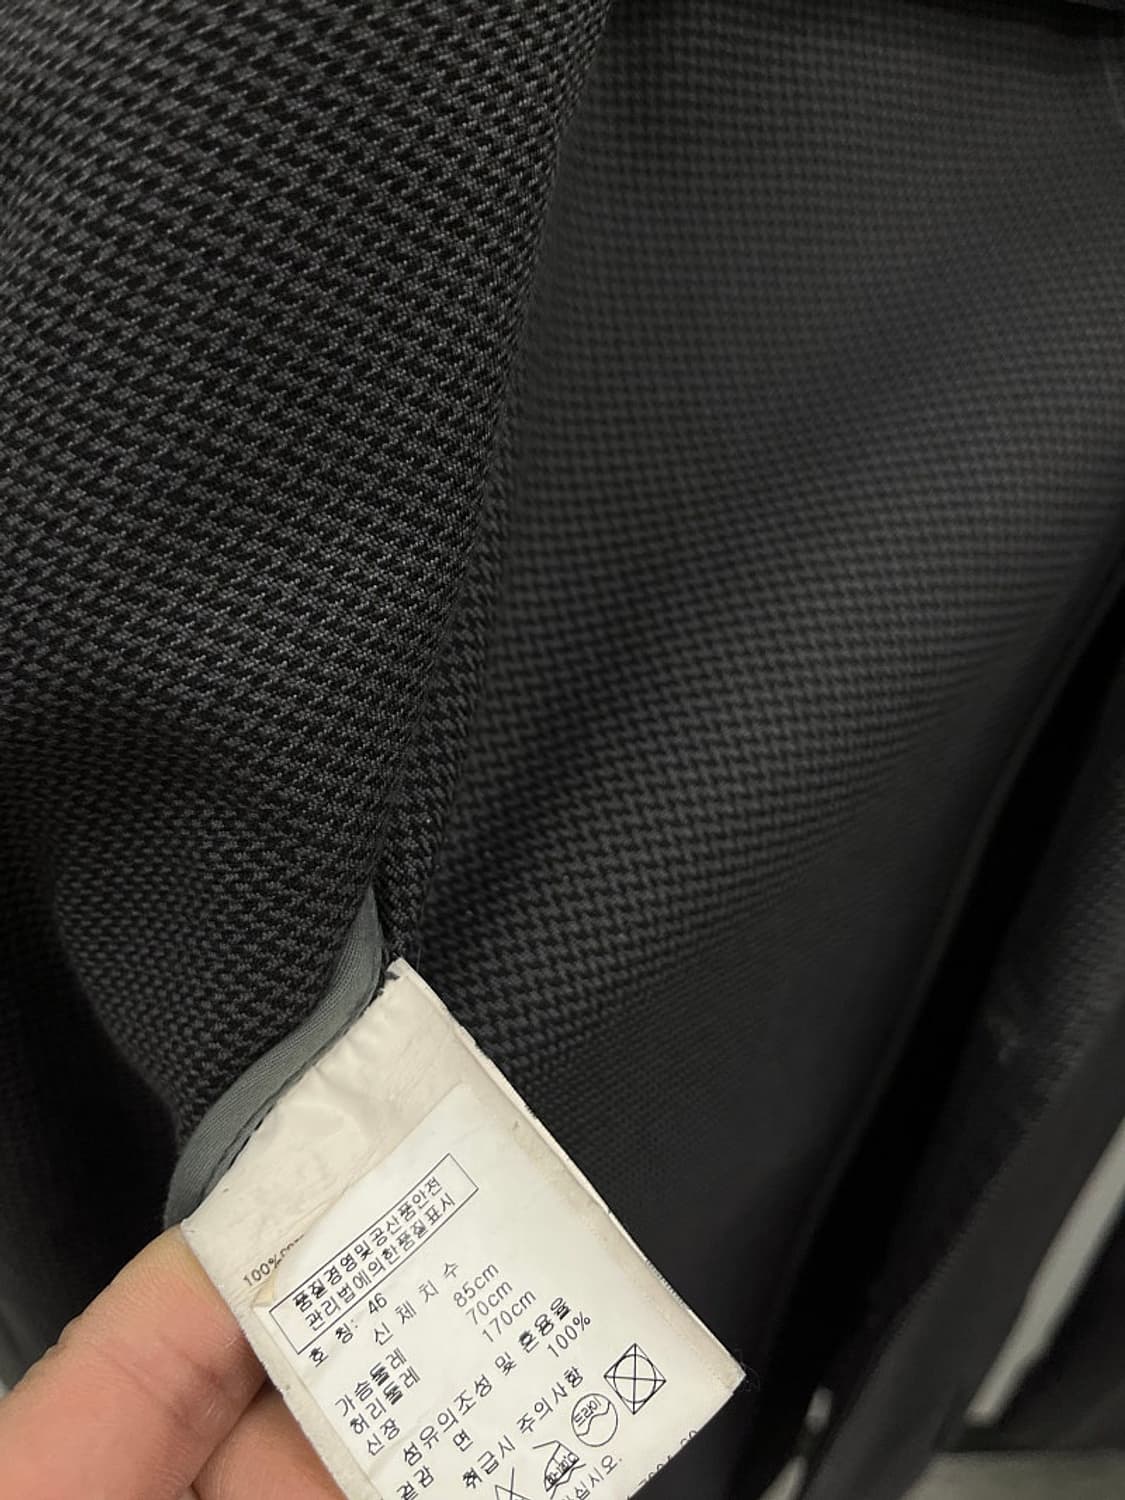 100%
품질경영및공산품안전
관리법에의한품질표시
호 칭: 46
신 체 치 수
가슴둘레 85cm
허리둘레 70cm
신장 170cm
섬유의조성 및 혼용율
겉감 면 100%
취급시 주의사항
드라이
십시오.